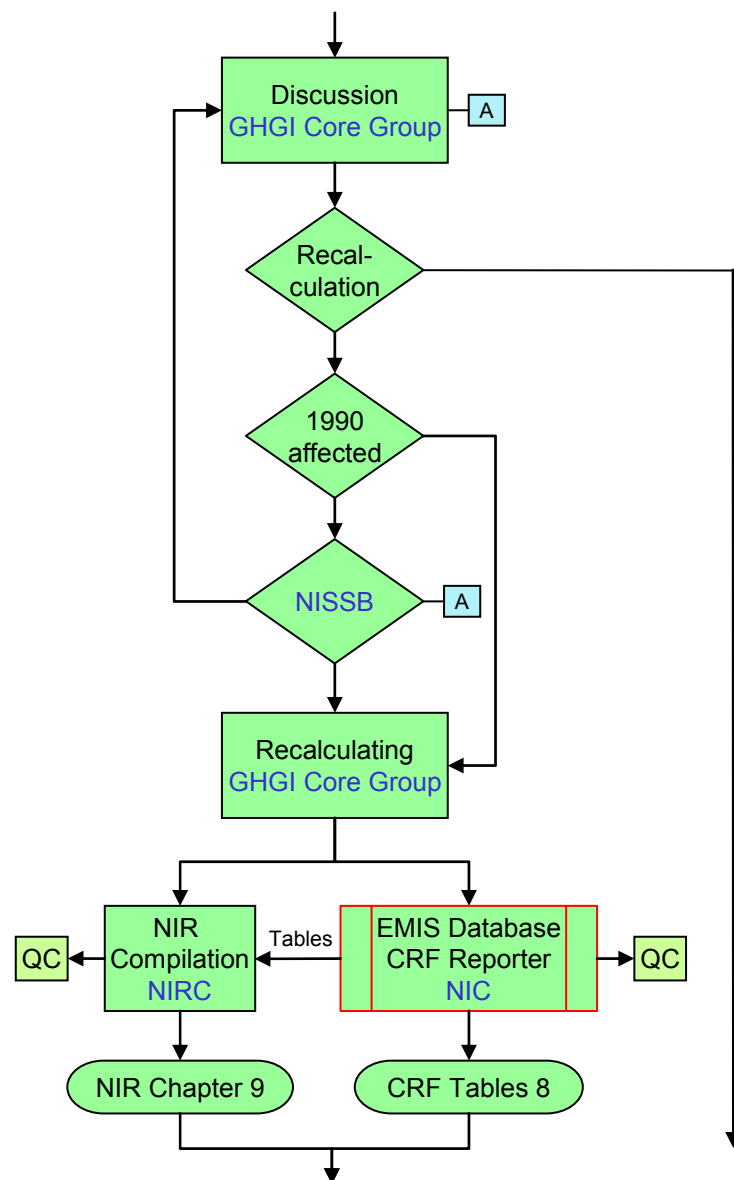 Discussion
GHGI Core Group
A
Recal-
culation
1990
affected
NISSB
A
Recalculating
GHGI Core Group
QC
NIR
Compilation
NIRC
Tables
EMIS Database
CRF Reporter
NIC
QC
NIR Chapter 9
CRF Tables 8